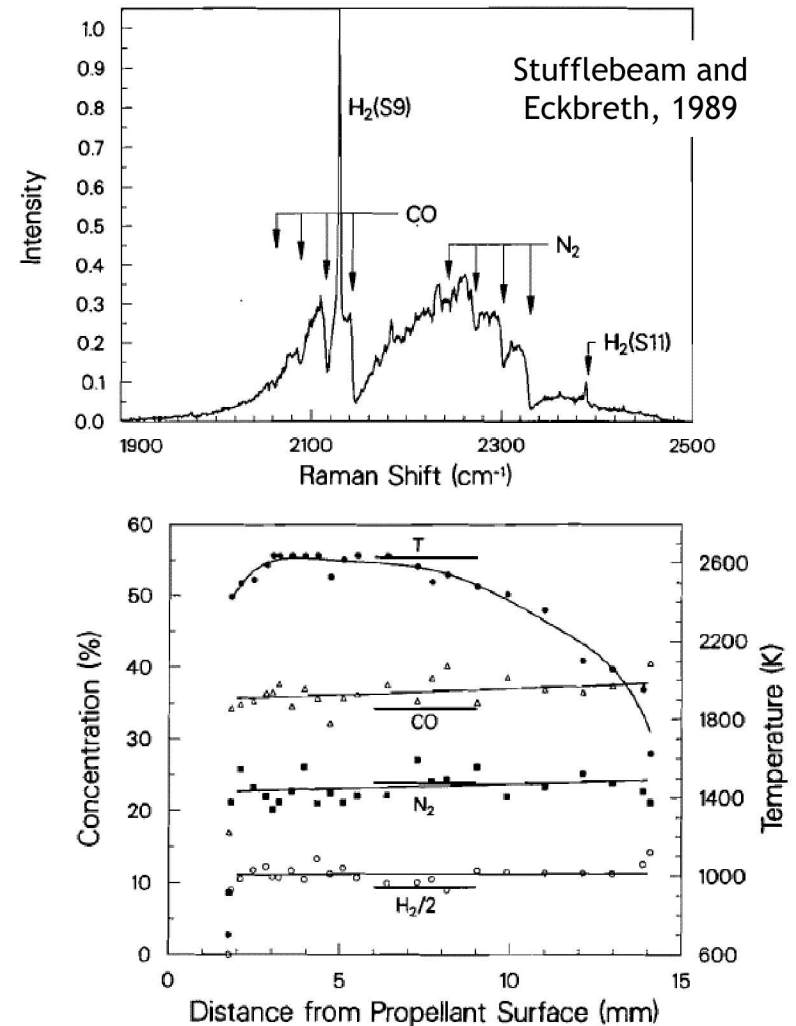 Stufflebeam and
Eckbreth, 1989
1.0
0.9
0.8
0.7
0.6
0.5
0.4
0.3
0.2
0.1
0.0
Intensity
H₂(S9)
CO
N₂
H₂(S11)
1900 2100 2300 2500
Raman Shift (cm⁻¹)
60
50
40
30
20
10
0
Concentration (%)
T
CO
N₂
H₂/2
2600
2200
1800
1400
1000
600
Temperature (K)
0 5 10 15
Distance from Propellant Surface (mm)